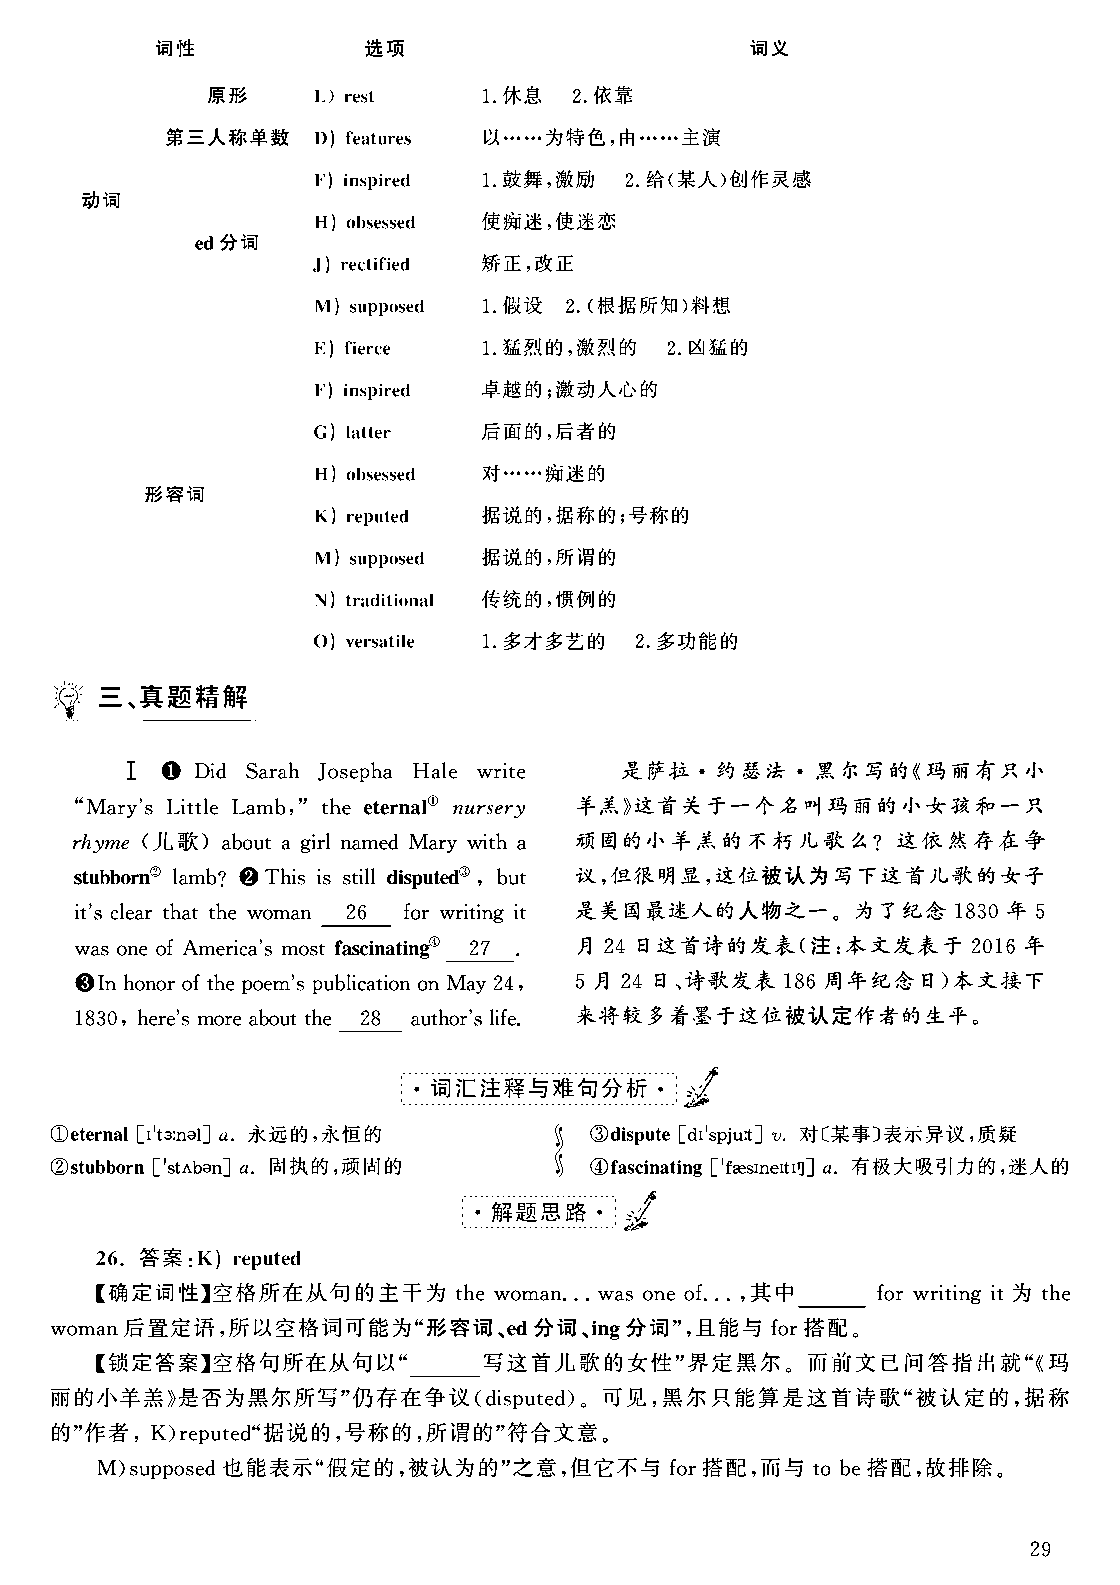 词性 选项 词义
原形 L) rest 1.休息 2.依靠
第三人称单数 D) features 以……为特色,由……主演
F) inspired 1.鼓舞,激励 2.给(某人)创作灵感
动词
H) obsessed 使痴迷,使迷恋
ed 分词
J) rectified 矫正,改正
M) supposed 1.假设 2.(根据所知)料想
E) fierce 1.猛烈的,激烈的 2.凶猛的
F) inspired 卓越的;激动人心的
G) latter 后面的,后者的
H) obsessed 对……痴迷的
形容词
K) reputed 据说的,据称的;号称的
M) supposed 据说的,所谓的
N) traditional 传统的,惯例的
O) versatile 1.多才多艺的 2.多功能的
三、真题精解
Ⅰ ❶ Did Sarah Josepha Hale write
“Mary's Little Lamb,” the eternal① nursery
rhyme (儿歌) about a girl named Mary with a
stubborn② lamb? ❷ This is still disputed③, but
it's clear that the woman 26 for writing it
was one of America's most fascinating④ 27 .
❸In honor of the poem's publication on May 24,
1830, here's more about the 28 author's life.
是萨拉·约瑟法·黑尔写的《玛丽有只小
羊羔》这首关于一个名叫玛丽的小女孩和一只
顽固的小羊羔的不朽儿歌么? 这依然存在争
议,但很明显,这位被认为写下这首儿歌的女子
是美国最迷人的人物之一。为了纪念 1830 年 5
月 24 日这首诗的发表(注:本文发表于 2016 年
5 月 24 日、诗歌发表 186 周年纪念日)本文接下
来将较多着墨于这位被认定作者的生平。
·词汇注释与难句分析·
①eternal [ɪˈtɜːnəl] a. 永远的,永恒的
②stubborn [ˈstʌbən] a. 固执的,顽固的
③dispute [dɪˈspjuːt] v. 对〔某事〕表示异议,质疑
④fascinating [ˈfæsɪneɪtɪŋ] a. 有极大吸引力的,迷人的
·解题思路·
26. 答案:K) reputed
【确定词性】空格所在从句的主干为 the woman... was one of...,其中______ for writing it 为 the
woman 后置定语,所以空格词可能为“形容词、ed 分词、ing 分词”,且能与 for 搭配。
【锁定答案】空格句所在从句以“______写这首儿歌的女性”界定黑尔。而前文已问答指出就“《玛
丽的小羊羔》是否为黑尔所写”仍存在争议(disputed)。可见,黑尔只能算是这首诗歌“被认定的,据称
的”作者, K)reputed“据说的,号称的,所谓的”符合文意。
M)supposed 也能表示“假定的,被认为的”之意,但它不与 for 搭配,而与 to be 搭配,故排除。
29